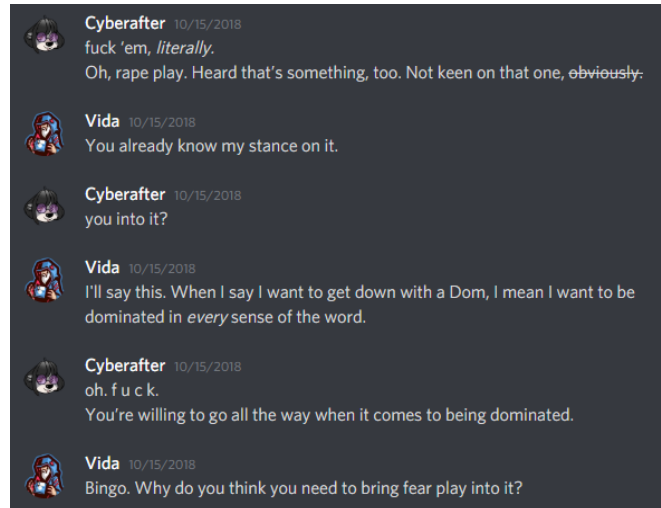 Cyberafter 10/15/2018
fuck 'em, literally.
Oh, rape play. Heard that's something, too. Not keen on that one, obviously.
Vida 10/15/2018
You already know my stance on it.
Cyberafter 10/15/2018
you into it?
Vida 10/15/2018
I'll say this. When I say I want to get down with a Dom, I mean I want to be
dominated in every sense of the word.
Cyberafter 10/15/2018
oh. f u c k.
You're willing to go all the way when it comes to being dominated.
Vida 10/15/2018
Bingo. Why do you think you need to bring fear play into it?